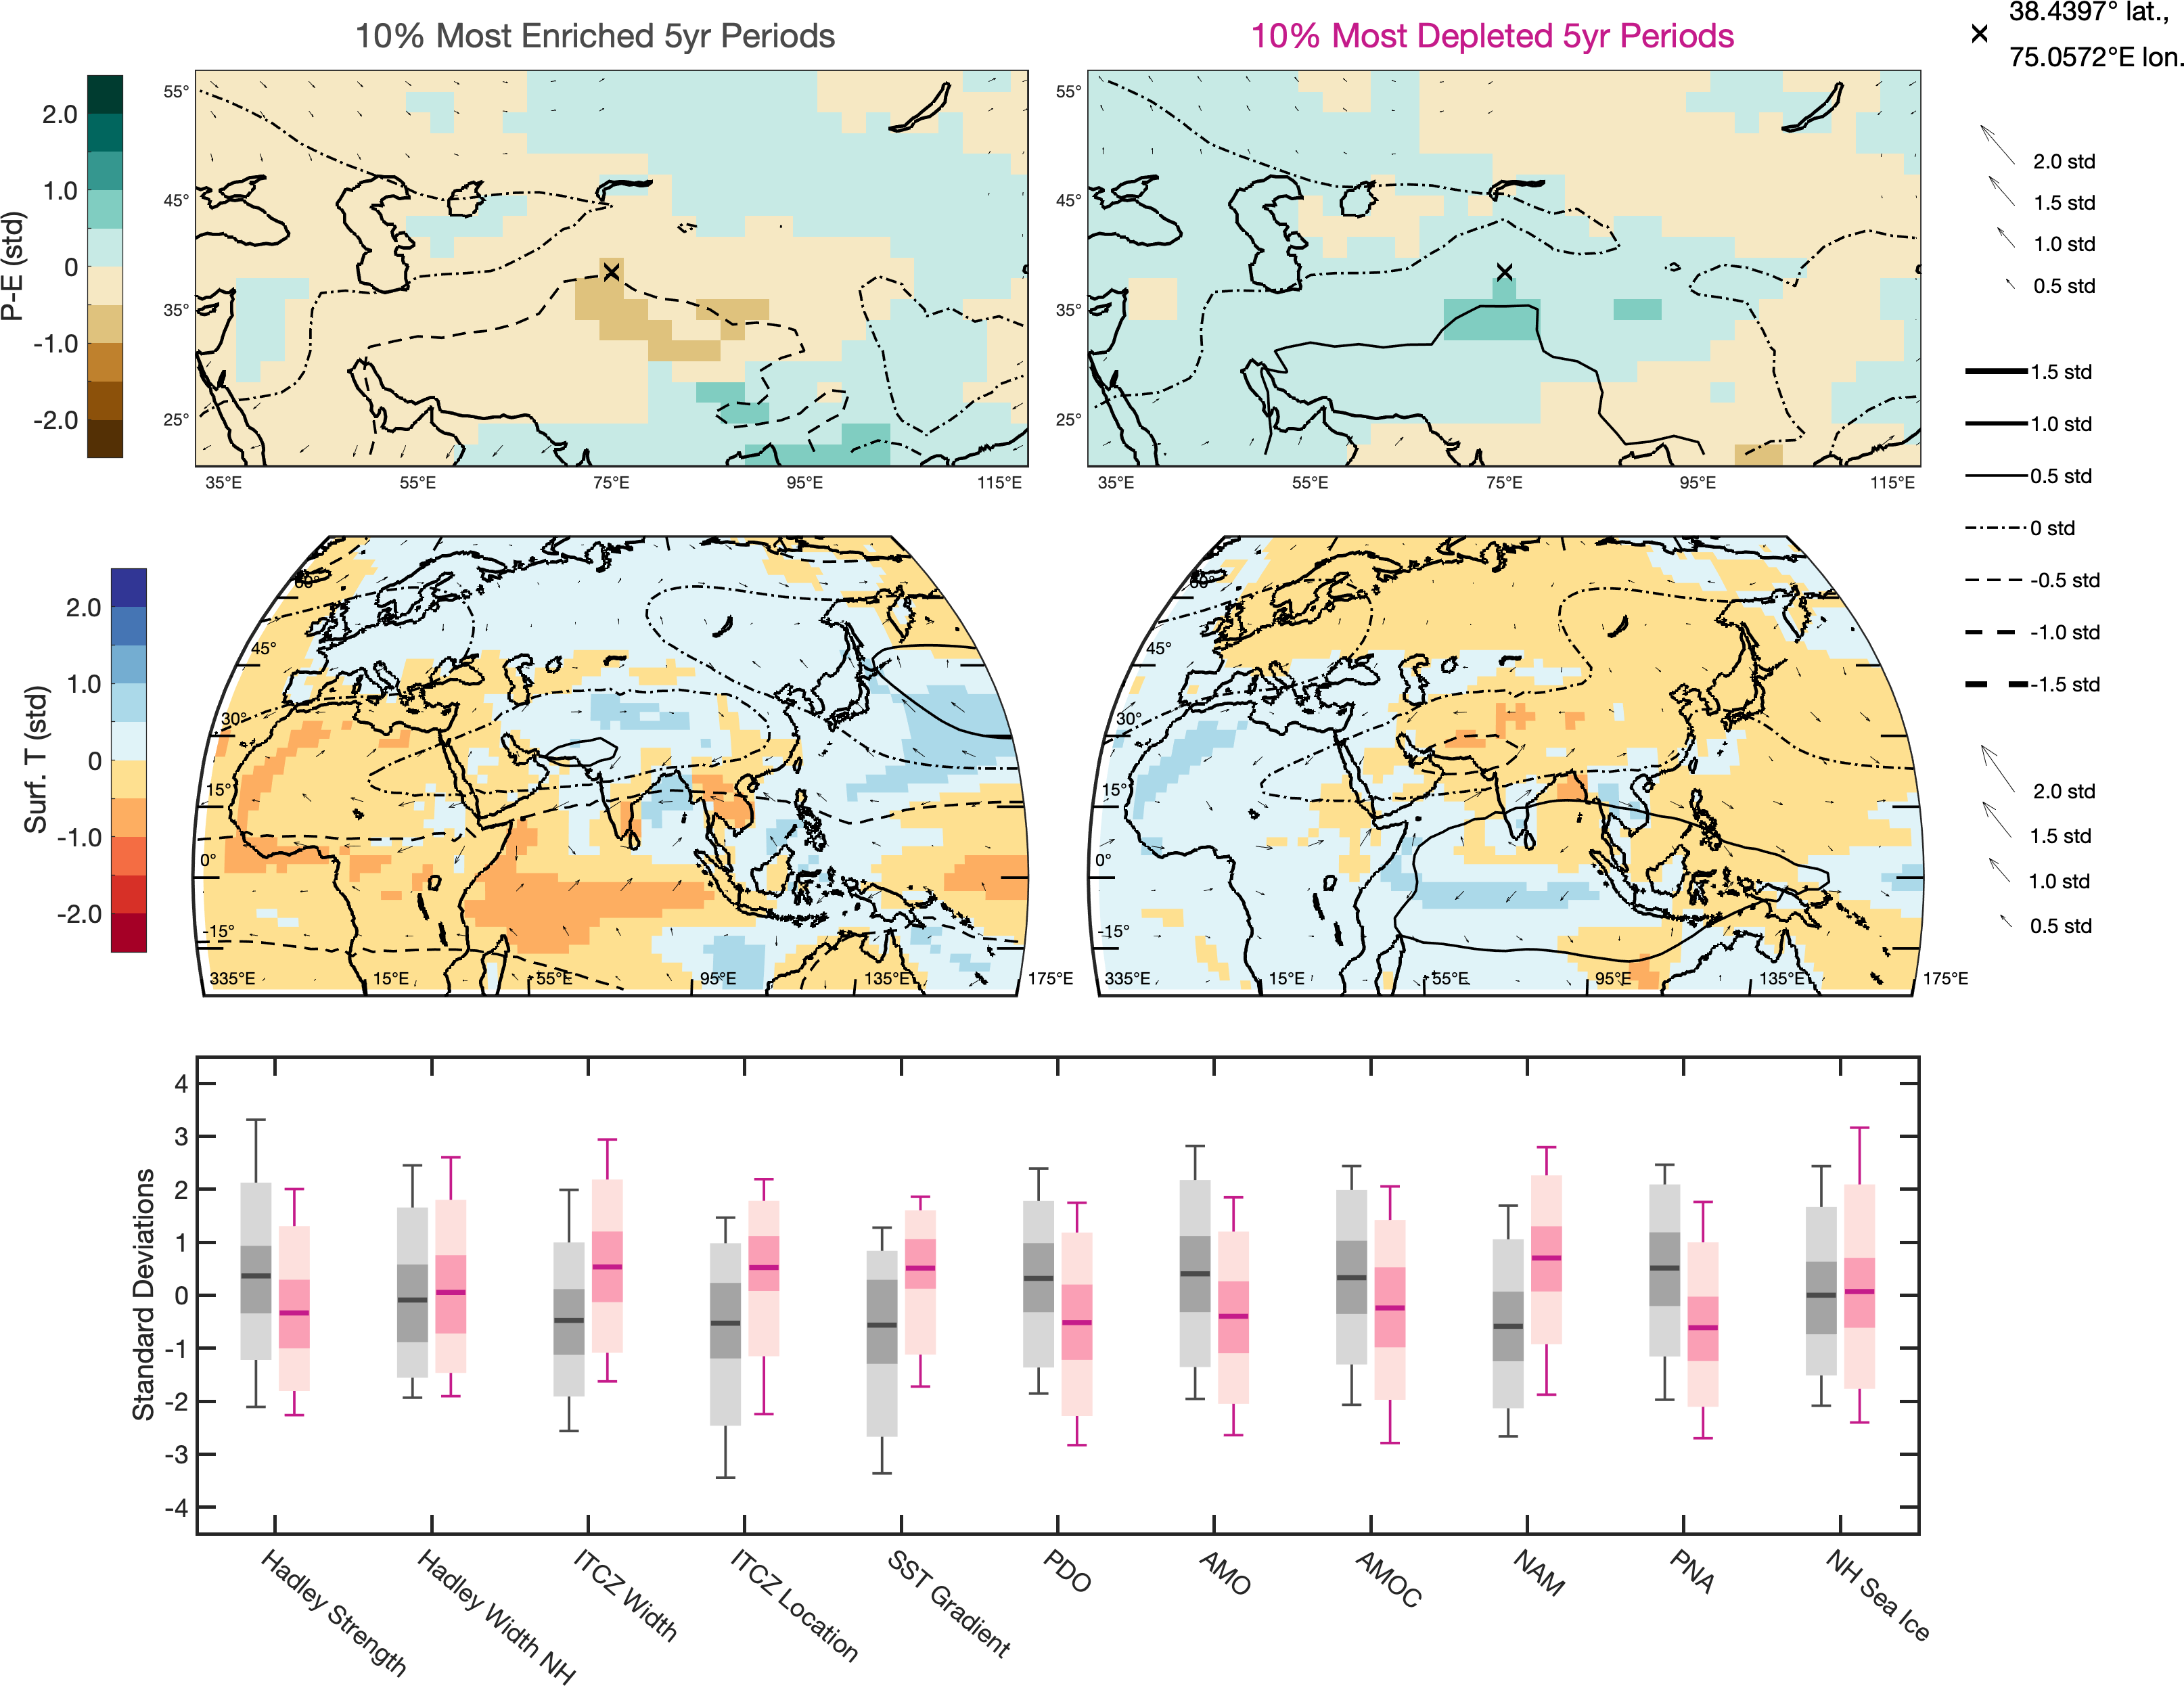 10% Most Enriched 5yr Periods
10% Most Depleted 5yr Periods
38.4397° lat.,
75.0572°E lon.
P-E (std)
2.0
1.0
0
-1.0
-2.0
55°
45°
35°
25°
35°E
55°E
75°E
95°E
115°E
55°
45°
35°
25°
35°E
55°E
75°E
95°E
115°E
2.0 std
1.5 std
1.0 std
0.5 std
1.5 std
1.0 std
0.5 std
0 std
-0.5 std
-1.0 std
-1.5 std
Surf. T (std)
2.0
1.0
0
-1.0
-2.0
60°
45°
30°
15°
0°
-15°
335°E
15°E
55°E
95°E
135°E
175°E
60°
45°
30°
15°
0°
-15°
335°E
15°E
55°E
95°E
135°E
175°E
2.0 std
1.5 std
1.0 std
0.5 std
Standard Deviations
4
3
2
1
0
-1
-2
-3
-4
Hadley Strength
Hadley Width NH
ITCZ Width
ITCZ Location
SST Gradient
PDO
AMO
AMOC
NAM
PNA
NH Sea Ice